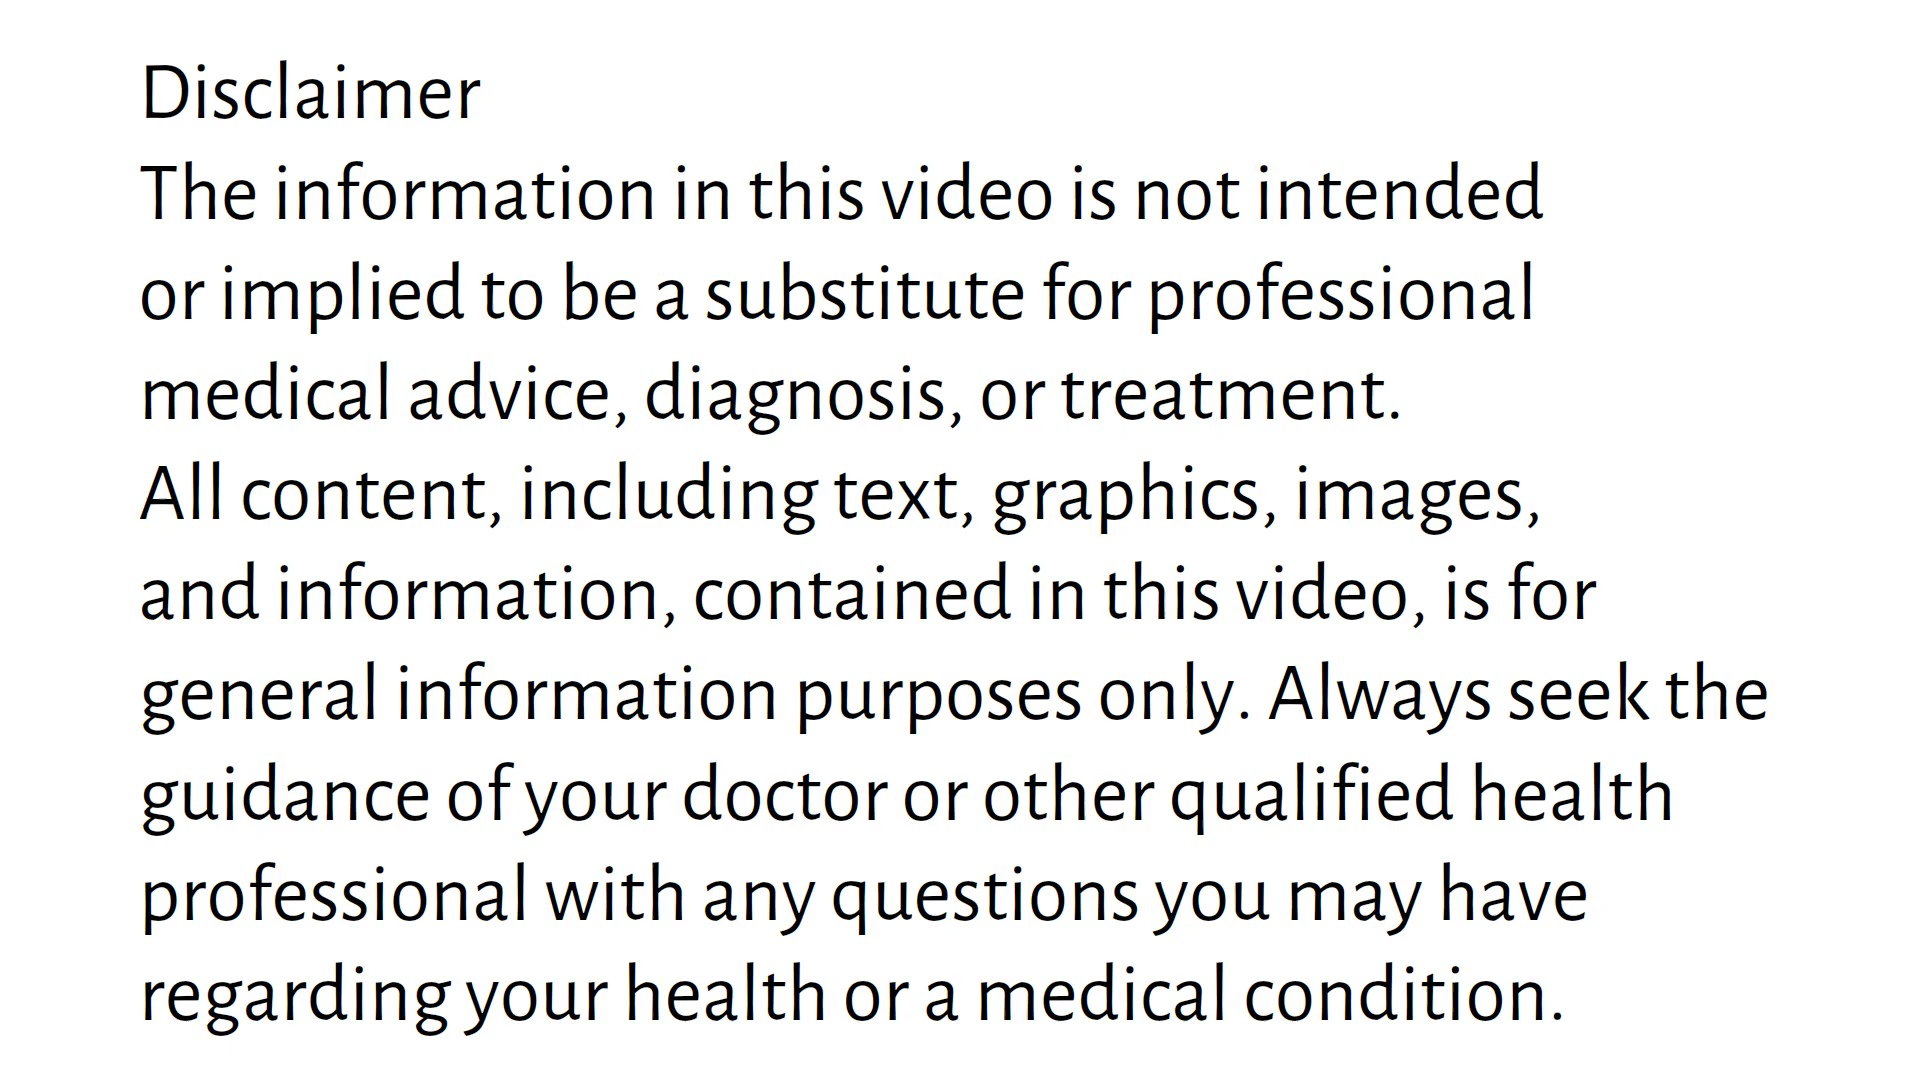 Disclaimer
The information in this video is not intended
or implied to be a substitute for professional
medical advice, diagnosis, or treatment.
All content, including text, graphics, images,
and information, contained in this video, is for
general information purposes only. Always seek the
guidance of your doctor or other qualified health
professional with any questions you may have
regarding your health or a medical condition.